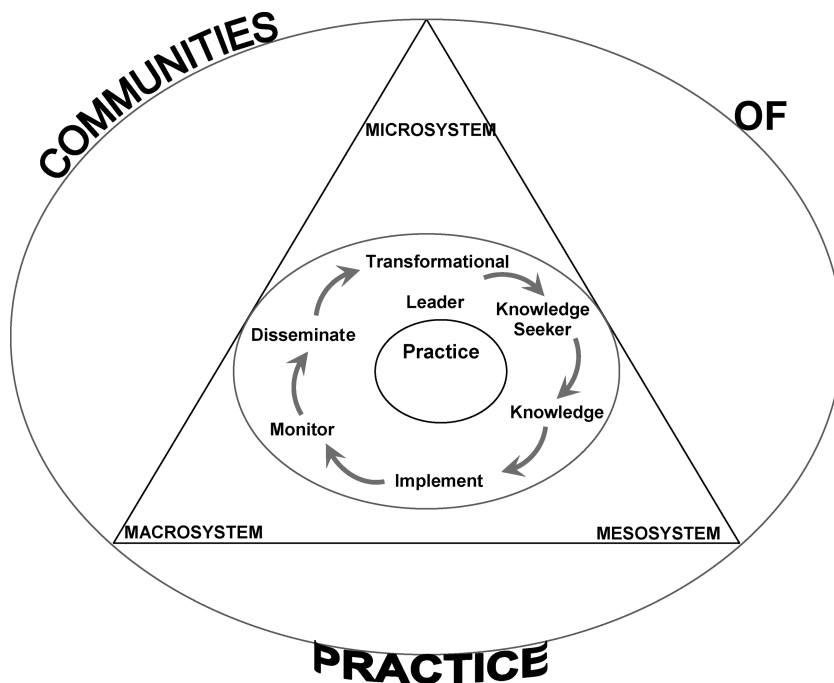 COMMUNITIES
OF
MICROSYSTEM
Transformational
Leader
Knowledge
Seeker
Disseminate
Practice
Knowledge
Monitor
Implement
MACROSYSTEM
MESOSYSTEM
PRACTICE